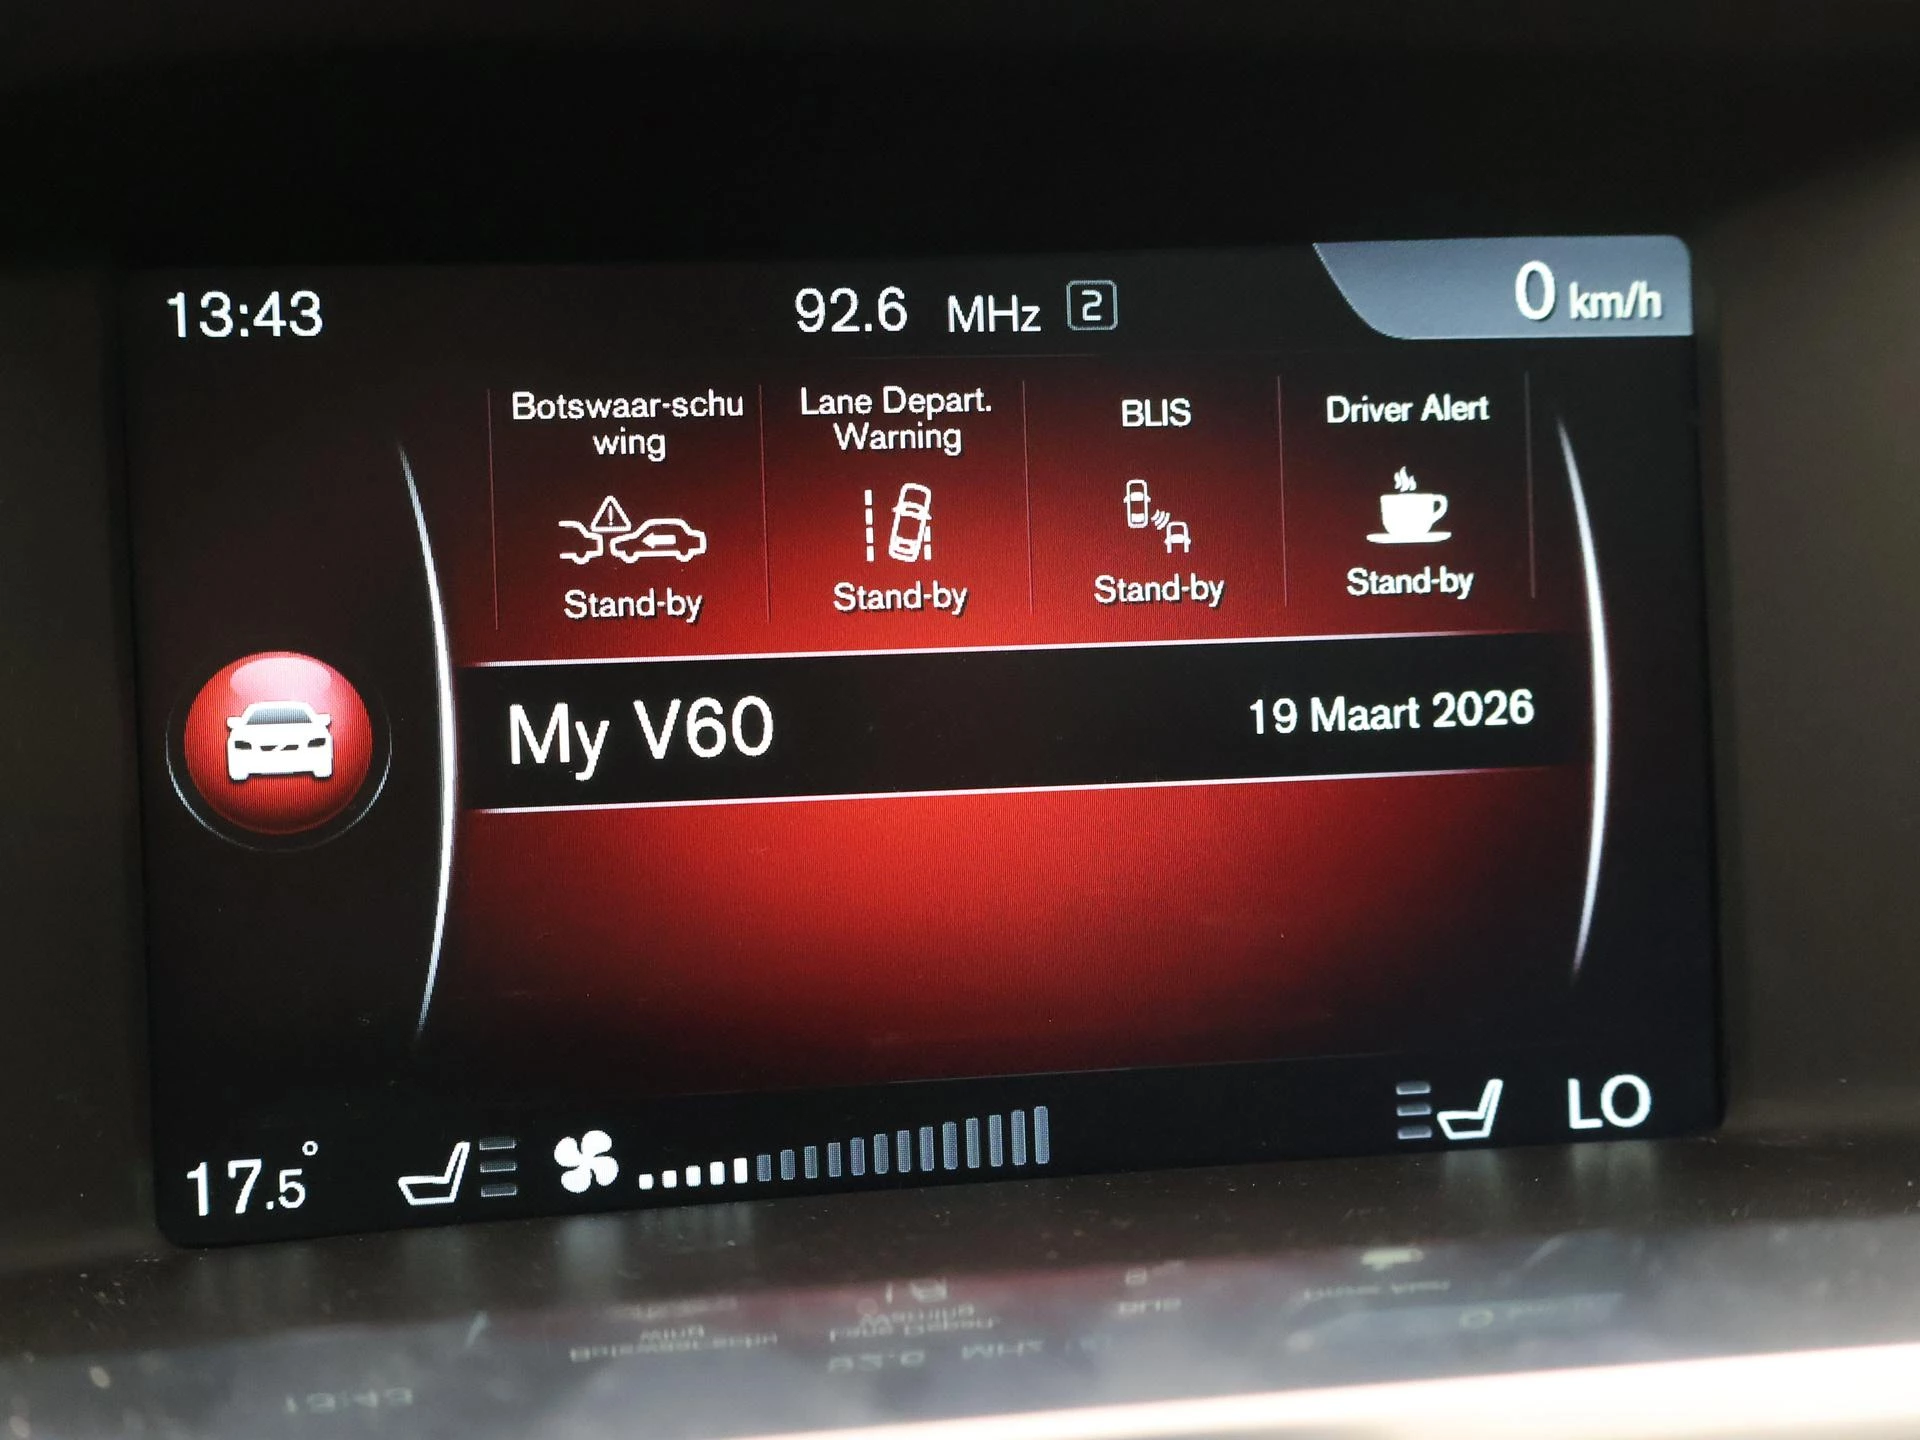 13:43
92.6 MHz 2
0 km/h
Botswaar-schu
wing
Stand-by
Lane Depart.
Warning
Stand-by
BLIS
Stand-by
Driver Alert
Stand-by
My V60
19 Maart 2026
17.5°
LO